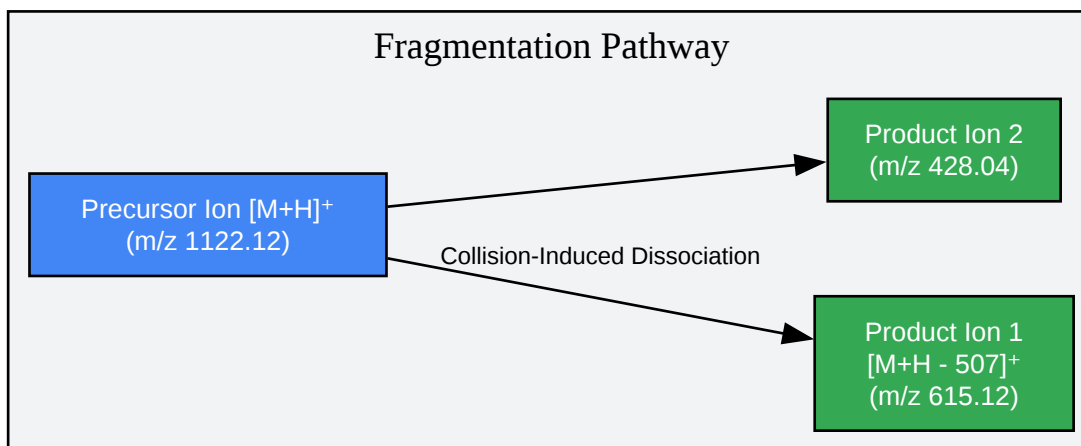 Fragmentation Pathway
Product Ion 2
(m/z 428.04)
Precursor Ion [M+H]⁺
(m/z 1122.12)
Collision-Induced Dissociation
Product Ion 1
[M+H - 507]⁺
(m/z 615.12)